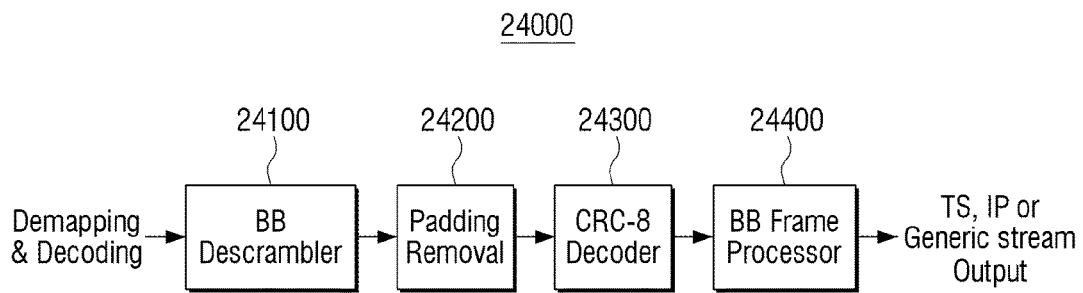 24000
24100
24200
24300
24400
Demapping
& Decoding
BB
Descrambler
Padding
Removal
CRC-8
Decoder
BB Frame
Processor
TS, IP or
Generic stream
Output